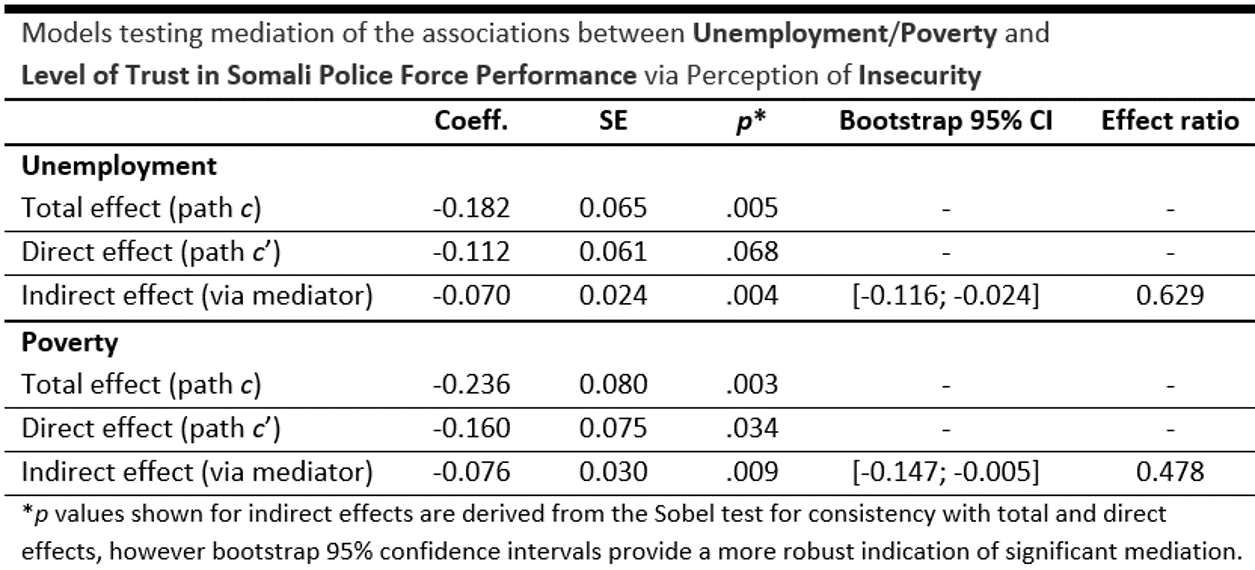 Models testing mediation of the associations between Unemployment/Poverty and
Level of Trust in Somali Police Force Performance via Perception of Insecurity
Coeff. SE p* Bootstrap 95% CI Effect ratio
Unemployment
Total effect (path c) -0.182 0.065 .005 - -
Direct effect (path c’) -0.112 0.061 .068 - -
Indirect effect (via mediator) -0.070 0.024 .004 [-0.116; -0.024] 0.629
Poverty
Total effect (path c) -0.236 0.080 .003 - -
Direct effect (path c’) -0.160 0.075 .034 - -
Indirect effect (via mediator) -0.076 0.030 .009 [-0.147; -0.005] 0.478
*p values shown for indirect effects are derived from the Sobel test for consistency with total and direct
effects, however bootstrap 95% confidence intervals provide a more robust indication of significant mediation.